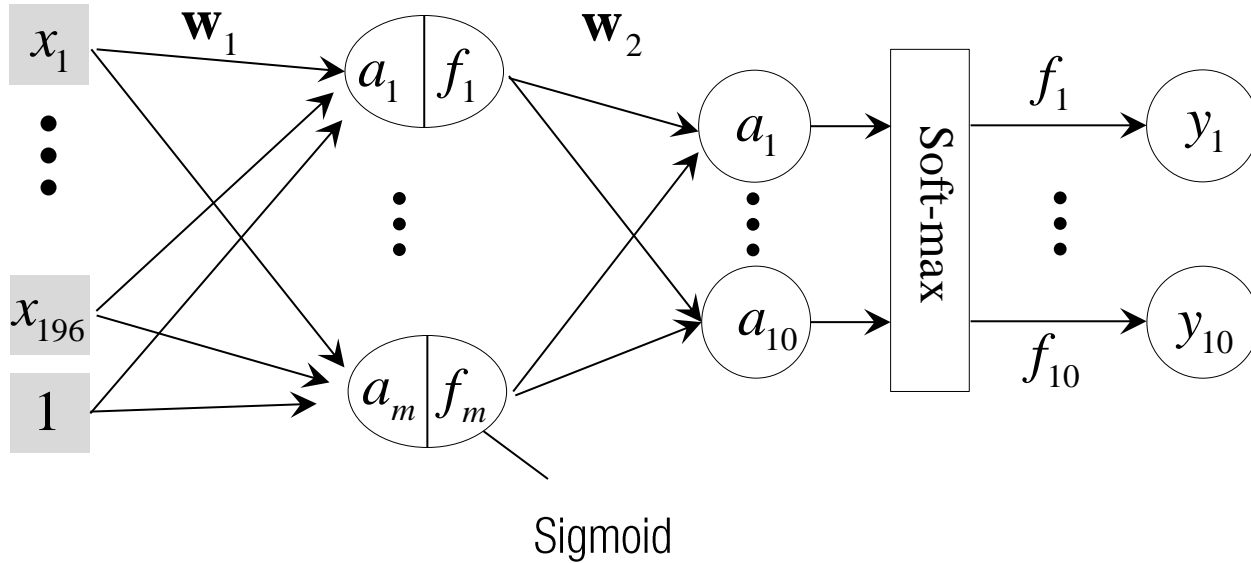 x₁
w₁
a₁ f₁
w₂
a₁
Soft-max
f₁
y₁
x₁₉₆
1
aₘ fₘ
a₁₀
f₁₀
y₁₀
Sigmoid